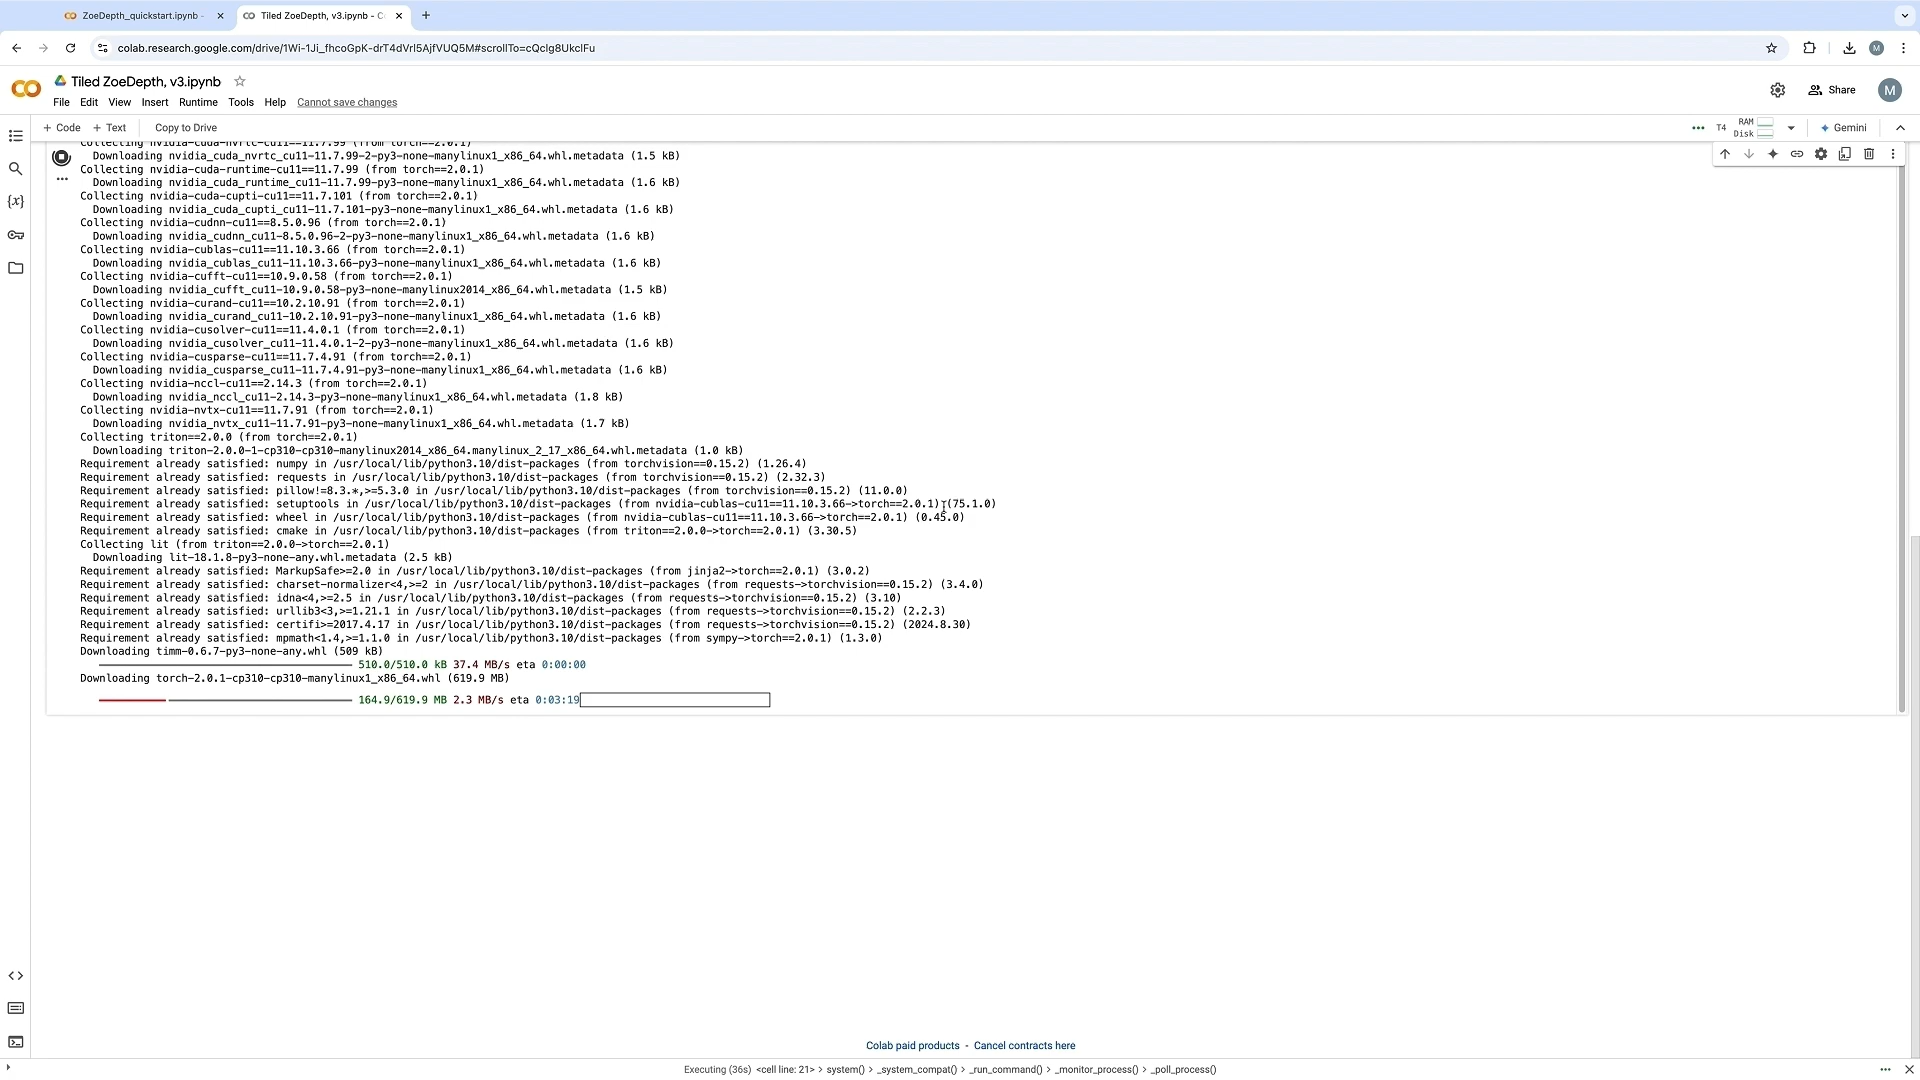 ZoeDepth_quickstart.ipynb -
Tiled ZoeDepth, v3.ipynb - C
colab.research.google.com/drive/1Wi-1Ji_fhcoGpK-drT4dVrI5AjfVUQ5M#scrollTo=cQcIg8UkclFu
M
Tiled ZoeDepth, v3.ipynb
File Edit View Insert Runtime Tools Help Cannot save changes
Share
M
+ Code + Text Copy to Drive
T4 RAM Disk
Gemini
Collecting nvidia-cuda-nvrtc-cu11==11.7.99 (from torch==2.0.1)
Downloading nvidia_cuda_nvrtc_cu11-11.7.99-2-py3-none-manylinux1_x86_64.whl.metadata (1.5 kB)
Collecting nvidia-cuda-runtime-cu11==11.7.99 (from torch==2.0.1)
Downloading nvidia_cuda_runtime_cu11-11.7.99-py3-none-manylinux1_x86_64.whl.metadata (1.6 kB)
Collecting nvidia-cuda-cupti-cu11==11.7.101 (from torch==2.0.1)
Downloading nvidia_cuda_cupti_cu11-11.7.101-py3-none-manylinux1_x86_64.whl.metadata (1.6 kB)
Collecting nvidia-cudnn-cu11==8.5.0.96 (from torch==2.0.1)
Downloading nvidia_cudnn_cu11-8.5.0.96-2-py3-none-manylinux1_x86_64.whl.metadata (1.6 kB)
Collecting nvidia-cublas-cu11==11.10.3.66 (from torch==2.0.1)
Downloading nvidia_cublas_cu11-11.10.3.66-py3-none-manylinux1_x86_64.whl.metadata (1.6 kB)
Collecting nvidia-cufft-cu11==10.9.0.58 (from torch==2.0.1)
Downloading nvidia_cufft_cu11-10.9.0.58-py3-none-manylinux2014_x86_64.whl.metadata (1.5 kB)
Collecting nvidia-curand-cu11==10.2.10.91 (from torch==2.0.1)
Downloading nvidia_curand_cu11-10.2.10.91-py3-none-manylinux1_x86_64.whl.metadata (1.6 kB)
Collecting nvidia-cusolver-cu11==11.4.0.1 (from torch==2.0.1)
Downloading nvidia_cusolver_cu11-11.4.0.1-2-py3-none-manylinux1_x86_64.whl.metadata (1.6 kB)
Collecting nvidia-cusparse-cu11==11.7.4.91 (from torch==2.0.1)
Downloading nvidia_cusparse_cu11-11.7.4.91-py3-none-manylinux1_x86_64.whl.metadata (1.6 kB)
Collecting nvidia-nccl-cu11==2.14.3 (from torch==2.0.1)
Downloading nvidia_nccl_cu11-2.14.3-py3-none-manylinux1_x86_64.whl.metadata (1.8 kB)
Collecting nvidia-nvtx-cu11==11.7.91 (from torch==2.0.1)
Downloading nvidia_nvtx_cu11-11.7.91-py3-none-manylinux1_x86_64.whl.metadata (1.7 kB)
Collecting triton==2.0.0 (from torch==2.0.1)
Downloading triton-2.0.0-1-cp310-cp310-manylinux2014_x86_64.manylinux_2_17_x86_64.whl.metadata (1.0 kB)
Requirement already satisfied: numpy in /usr/local/lib/python3.10/dist-packages (from torchvision==0.15.2) (1.26.4)
Requirement already satisfied: requests in /usr/local/lib/python3.10/dist-packages (from torchvision==0.15.2) (2.32.3)
Requirement already satisfied: pillow!=8.3.*,>=5.3.0 in /usr/local/lib/python3.10/dist-packages (from torchvision==0.15.2) (11.0.0)
Requirement already satisfied: setuptools in /usr/local/lib/python3.10/dist-packages (from nvidia-cublas-cu11==11.10.3.66->torch==2.0.1) (75.1.0)
Requirement already satisfied: wheel in /usr/local/lib/python3.10/dist-packages (from nvidia-cublas-cu11==11.10.3.66->torch==2.0.1) (0.45.0)
Requirement already satisfied: cmake in /usr/local/lib/python3.10/dist-packages (from triton==2.0.0->torch==2.0.1) (3.30.5)
Collecting lit (from triton==2.0.0->torch==2.0.1)
Downloading lit-18.1.8-py3-none-any.whl.metadata (2.5 kB)
Requirement already satisfied: MarkupSafe>=2.0 in /usr/local/lib/python3.10/dist-packages (from jinja2->torch==2.0.1) (3.0.2)
Requirement already satisfied: charset-normalizer<4,>=2 in /usr/local/lib/python3.10/dist-packages (from requests->torchvision==0.15.2) (3.4.0)
Requirement already satisfied: idna<4,>=2.5 in /usr/local/lib/python3.10/dist-packages (from requests->torchvision==0.15.2) (3.10)
Requirement already satisfied: urllib3<3,>=1.21.1 in /usr/local/lib/python3.10/dist-packages (from requests->torchvision==0.15.2) (2.2.3)
Requirement already satisfied: certifi>=2017.4.17 in /usr/local/lib/python3.10/dist-packages (from requests->torchvision==0.15.2) (2024.8.30)
Requirement already satisfied: mpmath<1.4,>=1.1.0 in /usr/local/lib/python3.10/dist-packages (from sympy->torch==2.0.1) (1.3.0)
Downloading timm-0.6.7-py3-none-any.whl (509 kB)
510.0/510.0 kB 37.4 MB/s eta 0:00:00
Downloading torch-2.0.1-cp310-cp310-manylinux1_x86_64.whl (619.9 MB)
164.9/619.9 MB 2.3 MB/s eta 0:03:19
Colab paid products - Cancel contracts here
Executing (36s) <cell line: 21> > system() > _system_compat() > _run_command() > _monitor_process() > _poll_process()